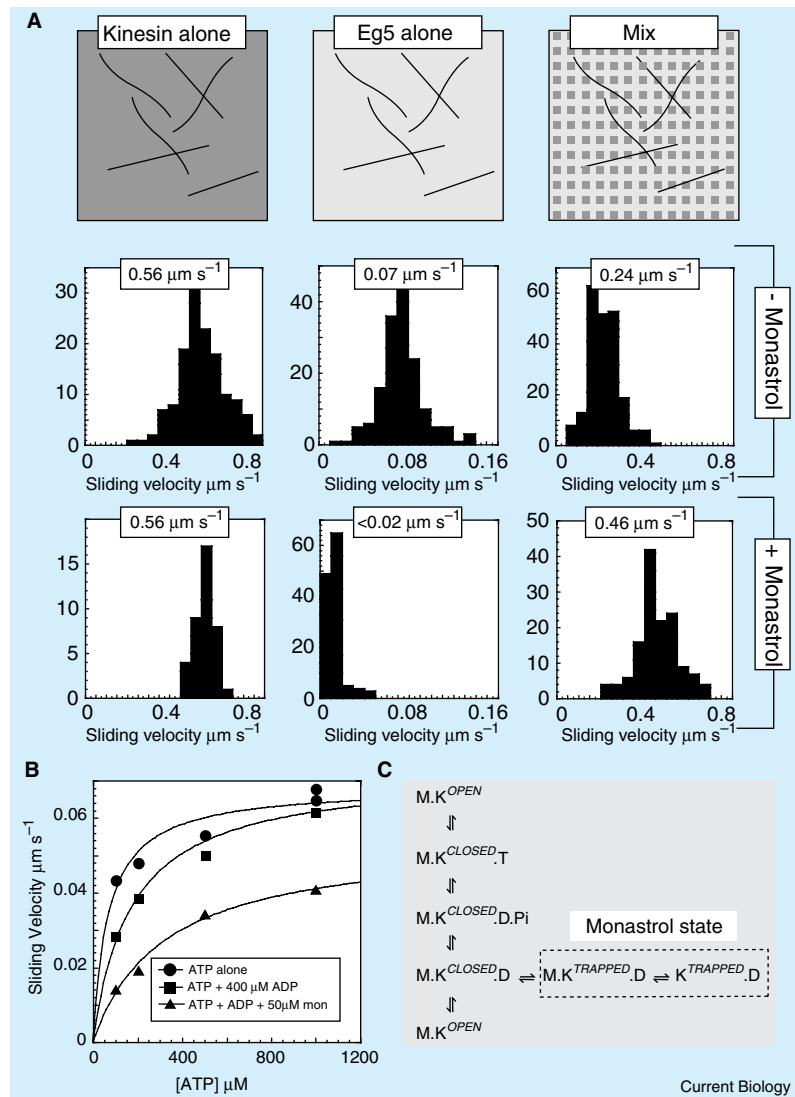 A
Kinesin alone
Eg5 alone
Mix
0.56 μm s⁻¹
30
20
10
0
0 0.4 0.8
Sliding velocity μm s⁻¹
0.07 μm s⁻¹
40
20
0
0 0.08 0.16
Sliding velocity μm s⁻¹
0.24 μm s⁻¹
60
40
20
0
0 0.4 0.8
Sliding velocity μm s⁻¹
- Monastrol
0.56 μm s⁻¹
15
10
5
0
0 0.4 0.8
Sliding velocity μm s⁻¹
<0.02 μm s⁻¹
60
40
20
0
0 0.08 0.16
Sliding velocity μm s⁻¹
0.46 μm s⁻¹
50
40
30
20
10
0
0 0.4 0.8
Sliding velocity μm s⁻¹
+ Monastrol
B
Sliding Velocity μm s⁻¹
0.06
0.04
0.02
0
0 400 800 1200
[ATP] μM
ATP alone
ATP + 400 μM ADP
ATP + ADP + 50μM mon
C
M.K^OPEN
⇌
M.K^CLOSED.T
⇌
M.K^CLOSED.D.Pi
⇌
Monastrol state
M.K^CLOSED.D ⇌ M.K^TRAPPED.D ⇌ K^TRAPPED.D
⇌
M.K^OPEN
Current Biology